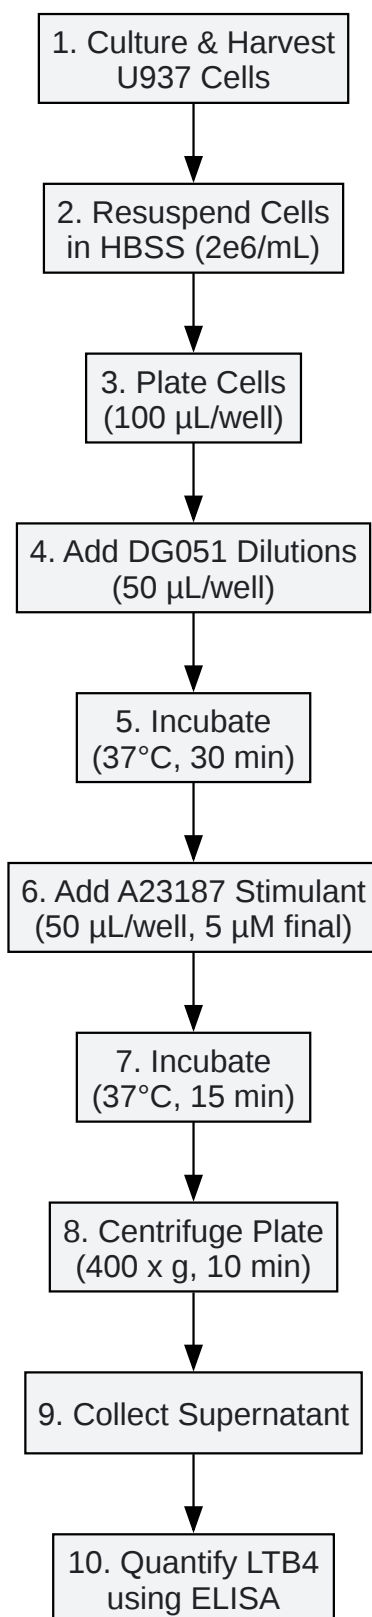 1. Culture & Harvest
U937 Cells
2. Resuspend Cells
in HBSS (2e6/mL)
3. Plate Cells
(100 µL/well)
4. Add DG051 Dilutions
(50 µL/well)
5. Incubate
(37°C, 30 min)
6. Add A23187 Stimulant
(50 µL/well, 5 µM final)
7. Incubate
(37°C, 15 min)
8. Centrifuge Plate
(400 x g, 10 min)
9. Collect Supernatant
10. Quantify LTB4
using ELISA